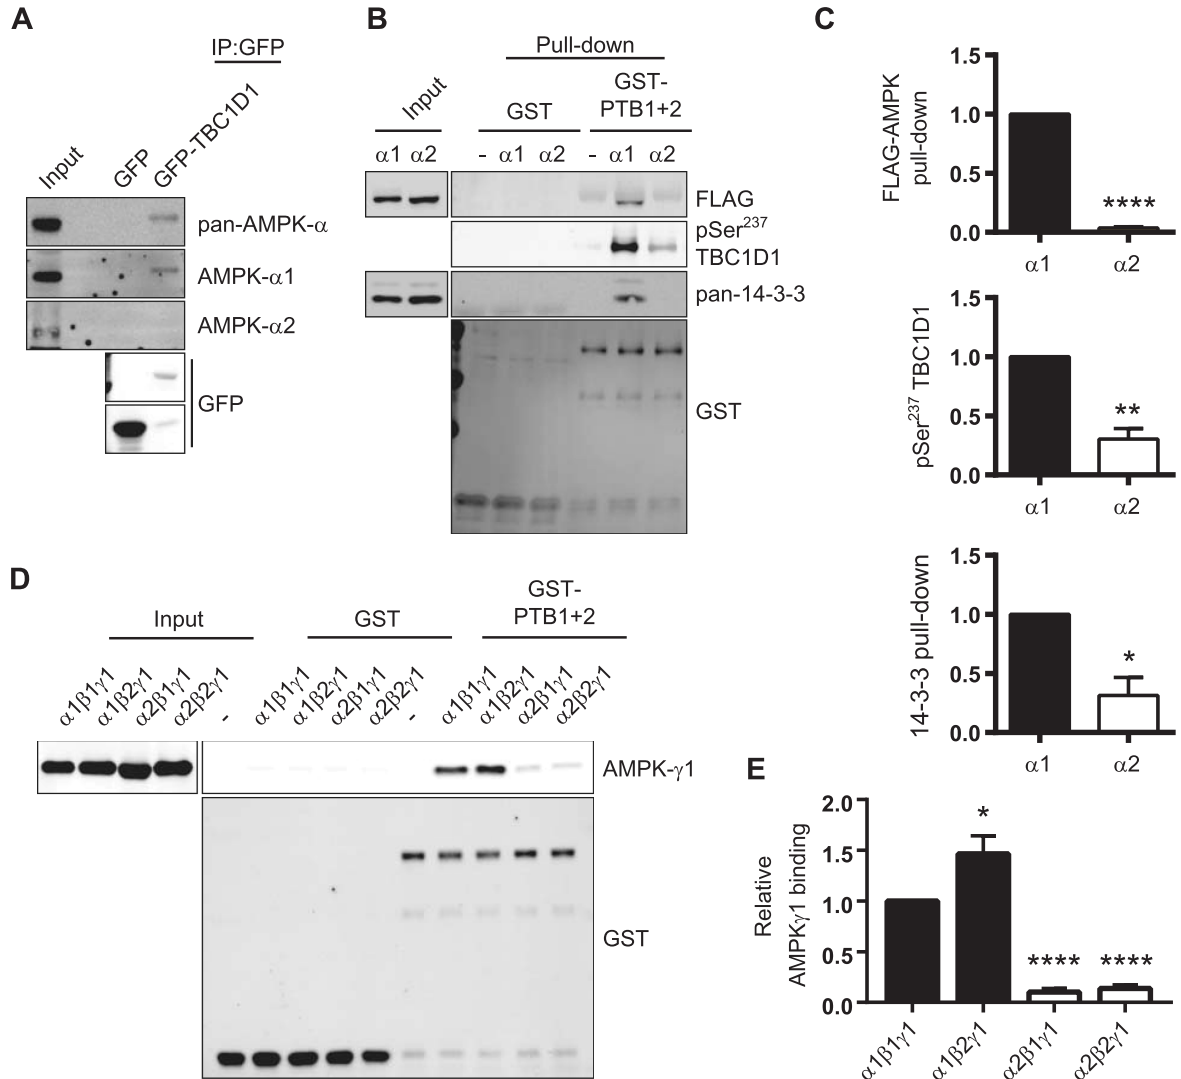 A
IP:GFP
Input
GFP
GFP-TBC1D1
pan-AMPK-α
AMPK-α1
AMPK-α2
GFP
B
Pull-down
Input
GST
GST-
PTB1+2
α1 α2 - α1 α2 - α1 α2
FLAG
pSer237
TBC1D1
pan-14-3-3
GST
C
FLAG-AMPK
pull-down
1.5
1.0
0.5
0.0
****
α1 α2
pSer237 TBC1D1
1.5
1.0
0.5
0.0
**
α1 α2
14-3-3 pull-down
1.5
1.0
0.5
0.0
*
α1 α2
D
Input
GST
GST-
PTB1+2
α1β1γ1
α1β2γ1
α2β1γ1
α2β2γ1
-
α1β1γ1
α1β2γ1
α2β1γ1
α2β2γ1
-
α1β1γ1
α1β2γ1
α2β1γ1
α2β2γ1
AMPK-γ1
GST
E
Relative
AMPKγ1 binding
2.0
1.5
1.0
0.5
0.0
*
****
****
α1β1γ1
α1β2γ1
α2β1γ1
α2β2γ1